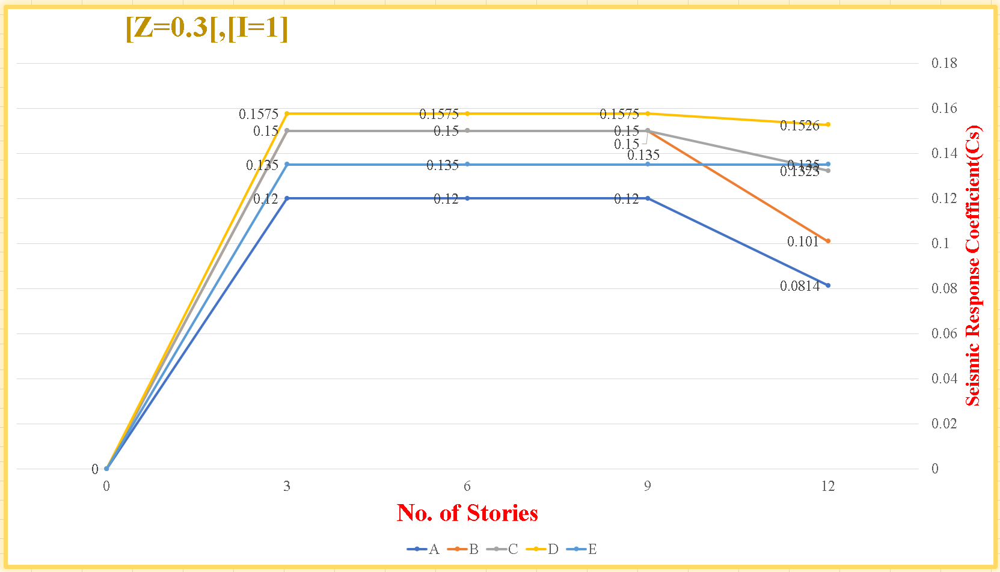 [Z=0.3[,[I=1]
0.18
0.16
0.14
0.12
0.1
0.08
0.06
0.04
0.02
0
Seismic Response Coefficient(Cs)
0.1575 0.1575 0.1575 0.1526
0.15 0.15 0.15
0.15
0.135
0.135 0.135 0.135
0.1323
0.12 0.12 0.12
0.101
0.0814
0
0 3 6 9 12
No. of Stories
A B C D E